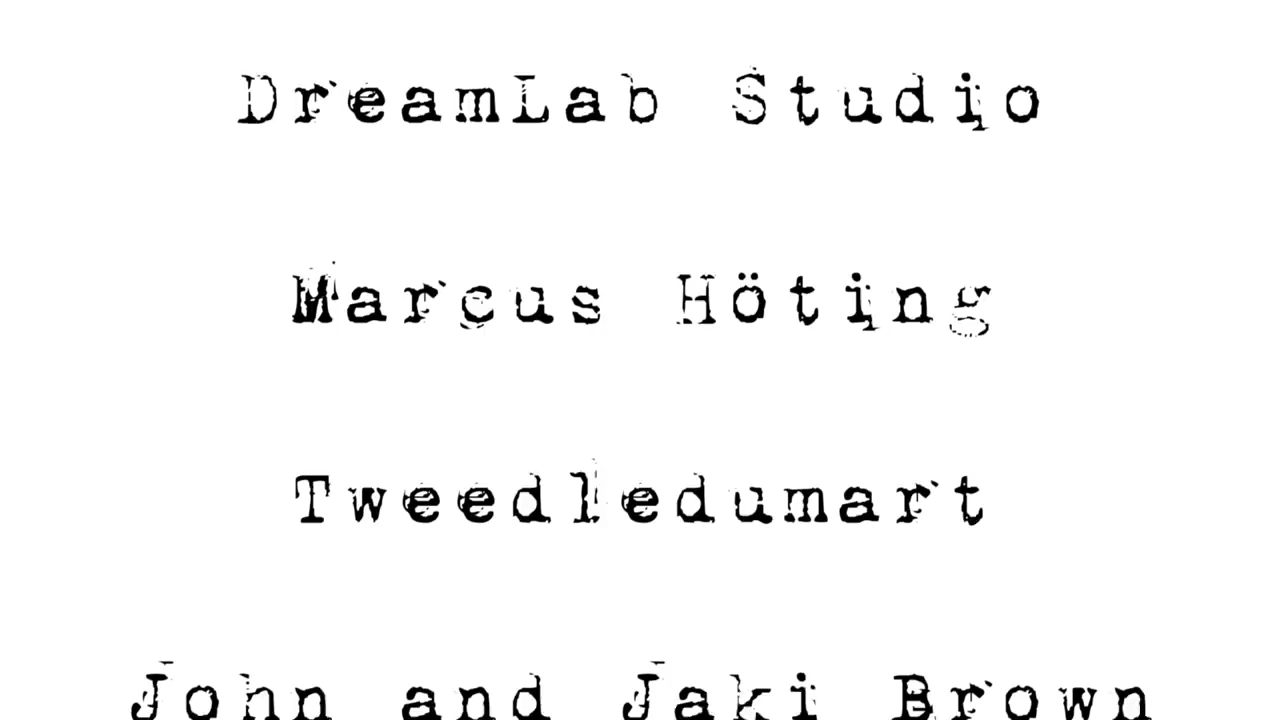 DreamLab Studio
Marcus Höting
Tweedledumart
John and Jaki Brown